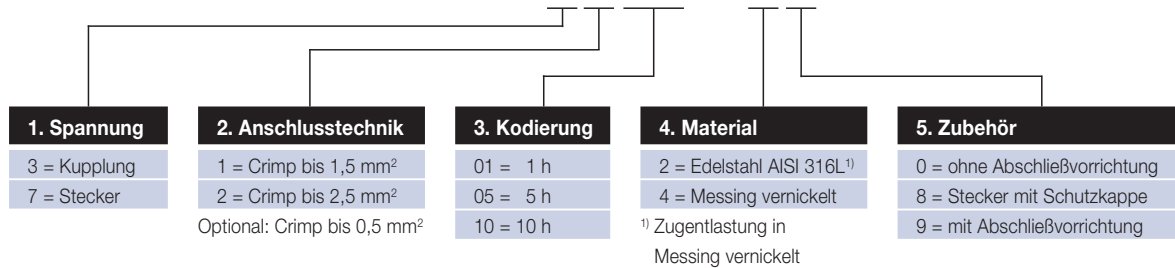 1. Spannung
3 = Kupplung
7 = Stecker
2. Anschlusstechnik
1 = Crimp bis 1,5 mm²
2 = Crimp bis 2,5 mm²
Optional: Crimp bis 0,5 mm²
3. Kodierung
01 = 1 h
05 = 5 h
10 = 10 h
4. Material
2 = Edelstahl AISI 316L¹⁾
4 = Messing vernickelt
¹⁾ Zugentlastung in
Messing vernickelt
5. Zubehör
0 = ohne Abschließvorrichtung
8 = Stecker mit Schutzkappe
9 = mit Abschließvorrichtung